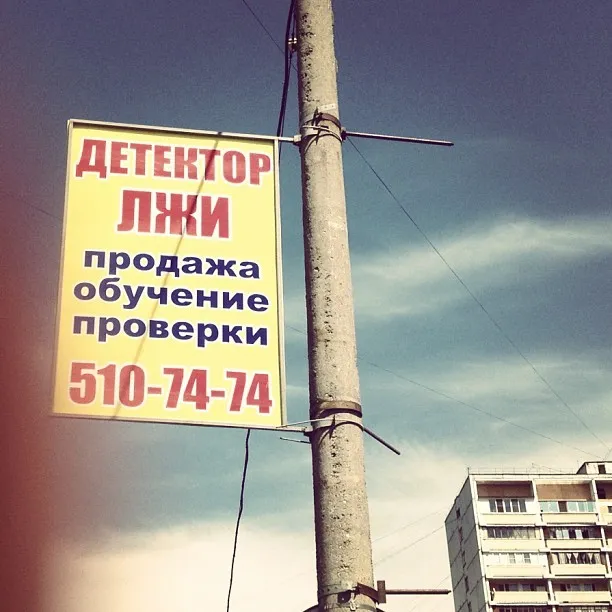 ДЕТЕКТОР
ЛЖИ
продажа
обучение
проверки
510-74-74